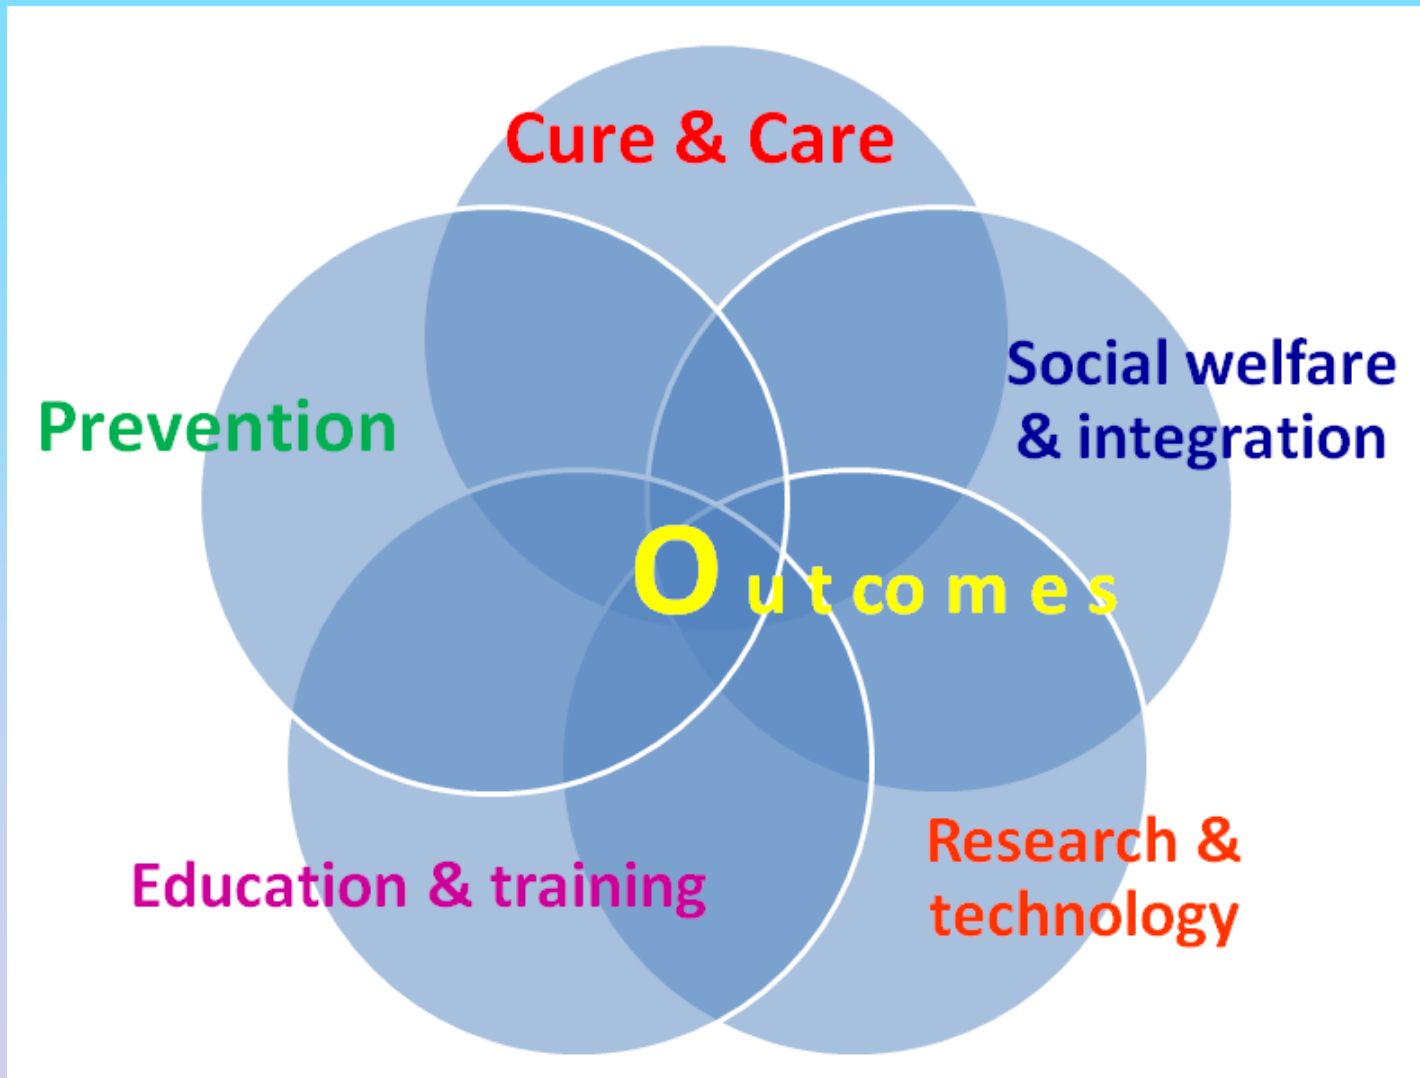 Cure & Care
Social welfare
& integration
Prevention
Outcomes
Research &
technology
Education & training